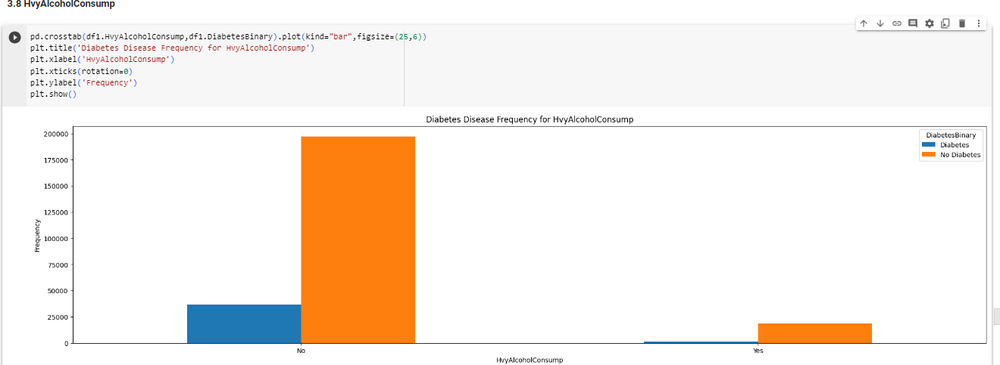 3.8 HvyAlcoholConsump
pd.crosstab(df1.HvyAlcoholConsump,df1.DiabetesBinary).plot(kind="bar",figsize=(25,6))
plt.title('Diabetes Disease Frequency for HvyAlcoholConsump')
plt.xlabel('HvyAlcoholConsump')
plt.xticks(rotation=0)
plt.ylabel('Frequency')
plt.show()
Diabetes Disease Frequency for HvyAlcoholConsump
DiabetesBinary
Diabetes
No Diabetes
200000
175000
150000
125000
100000
75000
50000
25000
0
Frequency
No
Yes
HvyAlcoholConsump